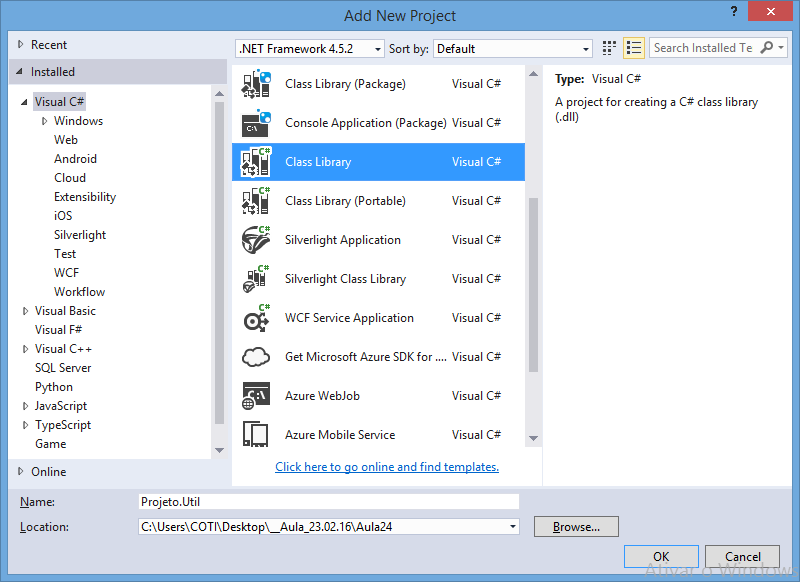 Add New Project
?
Recent
Installed
.NET Framework 4.5.2
Sort by:
Default
Search Installed Te
Visual C#
Windows
Web
Android
Cloud
Extensibility
iOS
Silverlight
Test
WCF
Workflow
Visual Basic
Visual F#
Visual C++
SQL Server
Python
JavaScript
TypeScript
Game
Online
Class Library (Package) Visual C#
Console Application (Package) Visual C#
Class Library Visual C#
Class Library (Portable) Visual C#
Silverlight Application Visual C#
Silverlight Class Library Visual C#
WCF Service Application Visual C#
Get Microsoft Azure SDK for .... Visual C#
Azure WebJob Visual C#
Azure Mobile Service Visual C#
Click here to go online and find templates.
Type: Visual C#
A project for creating a C# class library
(.dll)
Name: Projeto.Util
Location: C:\Users\COTI\Desktop\__Aula_23.02.16\Aula24
Browse...
OK Cancel
Ativar o Windows